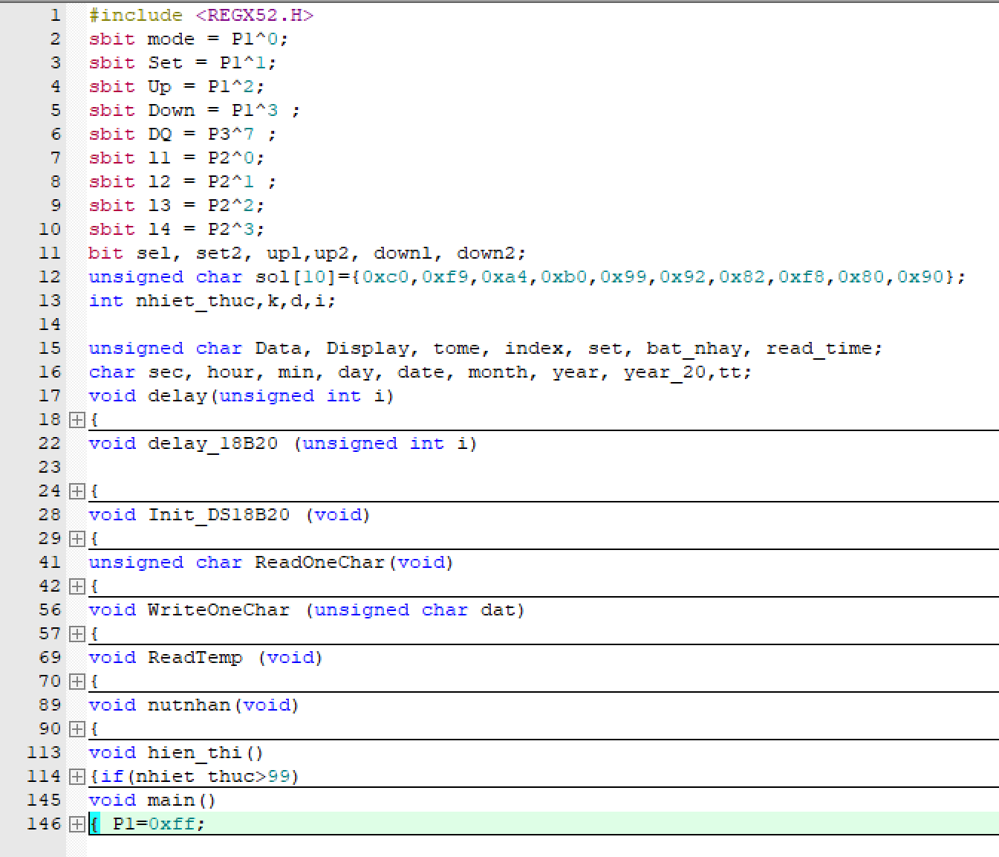 1 #include <REGX52.H>
2 sbit mode = P1^0;
3 sbit Set = P1^1;
4 sbit Up = P1^2;
5 sbit Down = P1^3 ;
6 sbit DQ = P3^7 ;
7 sbit l1 = P2^0;
8 sbit l2 = P2^1 ;
9 sbit l3 = P2^2;
10 sbit l4 = P2^3;
11 bit se1, set2, up1,up2, down1, down2;
12 unsigned char so1[10]={0xc0,0xf9,0xa4,0xb0,0x99,0x92,0x82,0xf8,0x80,0x90};
13 int nhiet_thuc,k,d,i;
14
15 unsigned char Data, Display, tome, index, set, bat_nhay, read_time;
16 char sec, hour, min, day, date, month, year, year_20,tt;
17 void delay(unsigned int i)
18 {
22 void delay_18B20 (unsigned int i)
23
24 {
28 void Init_DS18B20 (void)
29 {
41 unsigned char ReadOneChar(void)
42 {
56 void WriteOneChar (unsigned char dat)
57 {
69 void ReadTemp (void)
70 {
89 void nutnhan(void)
90 {
113 void hien_thi()
114 {if(nhiet_thuc>99)
145 void main()
146 { P1=0xff;